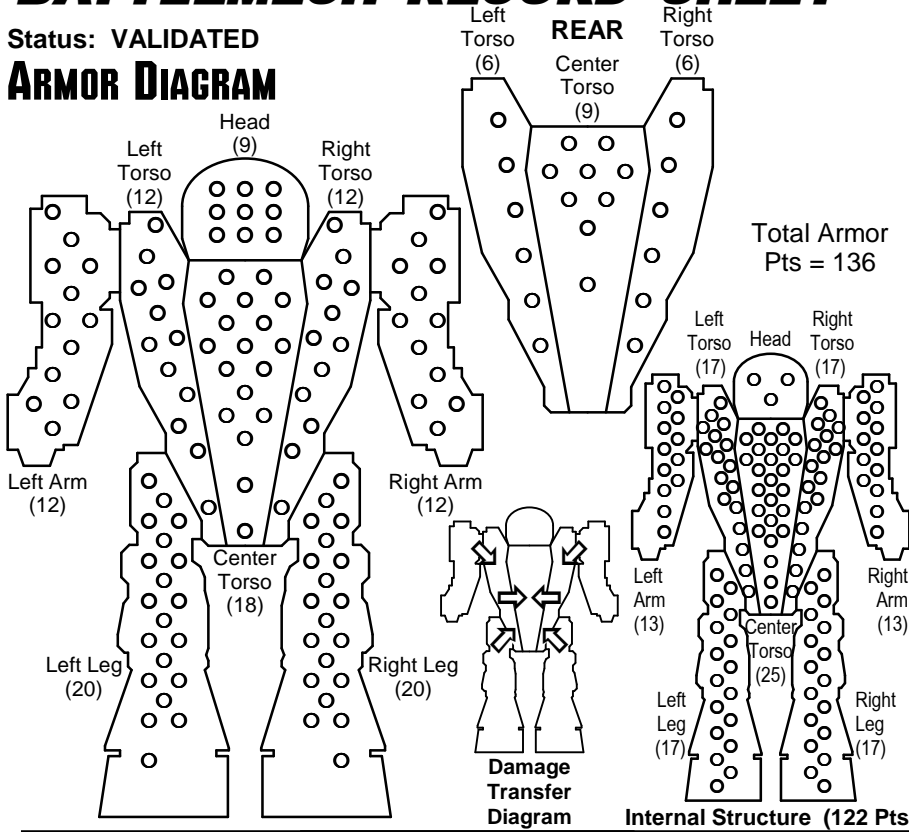 BATTLEMECH RECORD SHEET
Status: VALIDATED
ARMOR DIAGRAM
Left
Torso
(6)
REAR
Center
Torso
(9)
Right
Torso
(6)
Head
(9)
Left
Torso
(12)
Right
Torso
(12)
Total Armor
Pts = 136
Left Arm
(12)
Right Arm
(12)
Center
Torso
(18)
Left Leg
(20)
Right Leg
(20)
Damage
Transfer
Diagram
Left
Torso
(17)
Head
Right
Torso
(17)
Left
Arm
(13)
Right
Arm
(13)
Center
Torso
(25)
Left
Leg
(17)
Right
Leg
(17)
Internal Structure (122 Pts